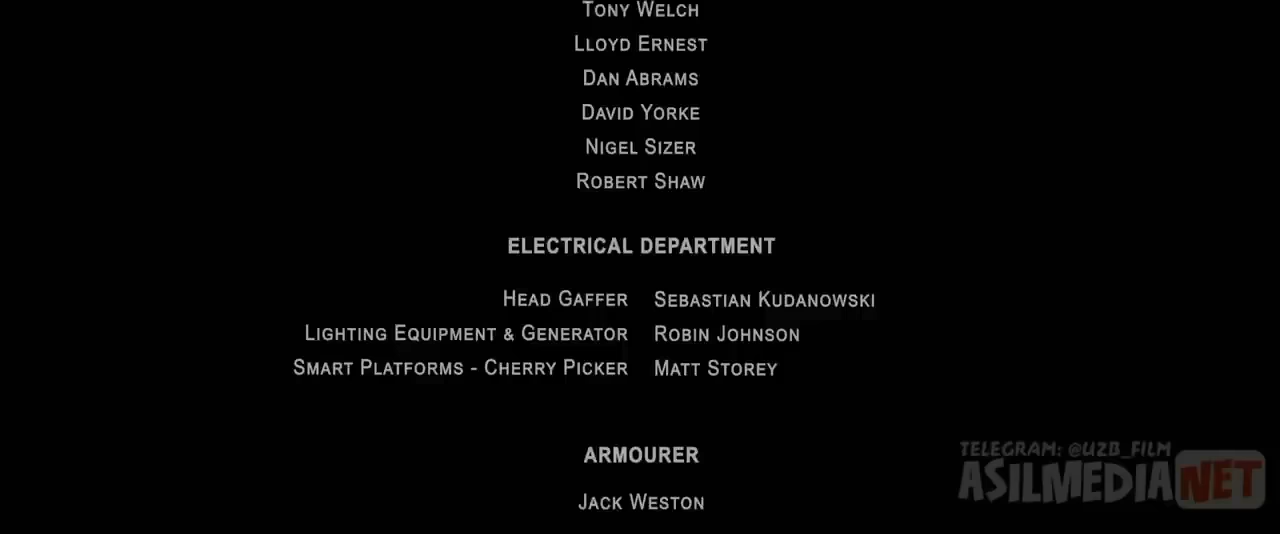 TONY WELCH
LLOYD ERNEST
DAN ABRAMS
DAVID YORKE
NIGEL SIZER
ROBERT SHAW
ELECTRICAL DEPARTMENT
HEAD GAFFER SEBASTIAN KUDANOWSKI
LIGHTING EQUIPMENT & GENERATOR ROBIN JOHNSON
SMART PLATFORMS - CHERRY PICKER MATT STOREY
ARMOURER
JACK WESTON
TELEGRAM: @UZB_FILM
ASILMEDIA.NET